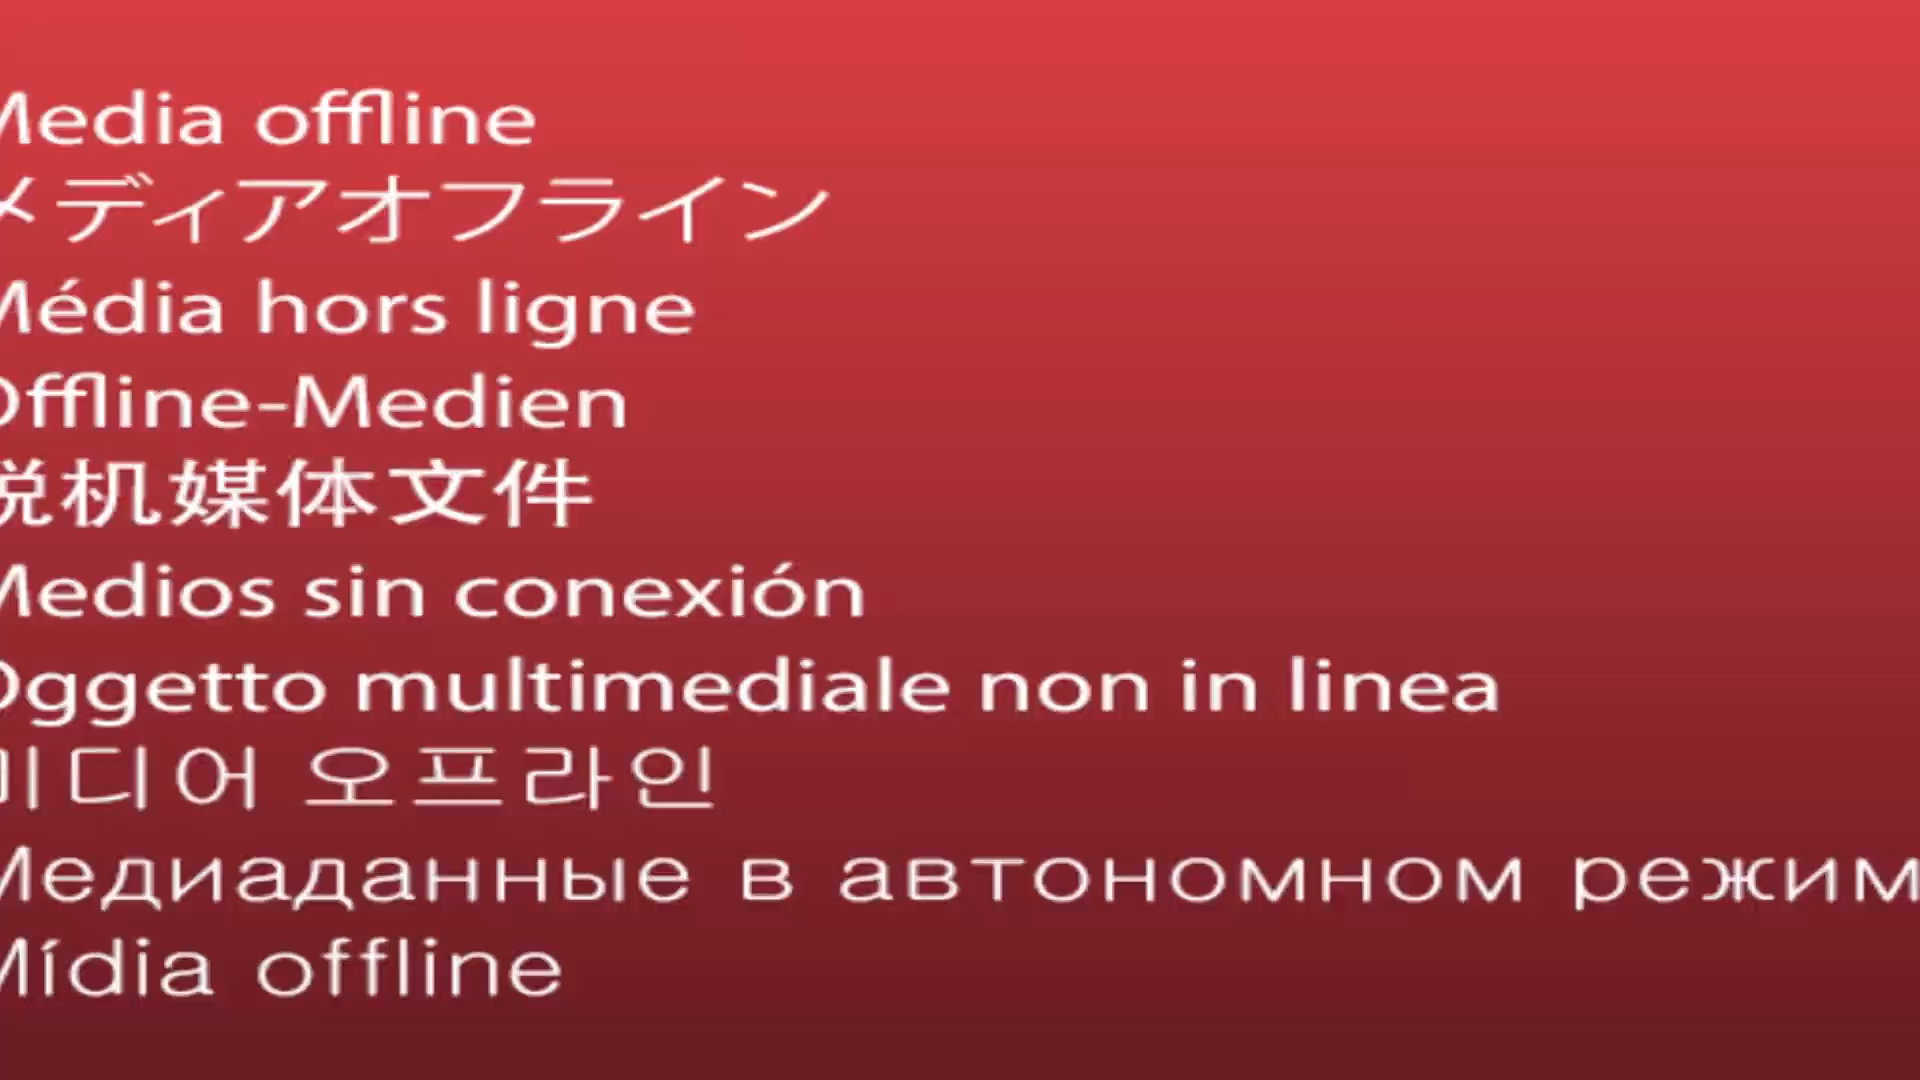 Media offline
メディアオフライン
Média hors ligne
Offline-Medien
脱机媒体文件
Medios sin conexión
Oggetto multimediale non in linea
미디어 오프라인
Медиаданные в автономном режим
Mídia offline